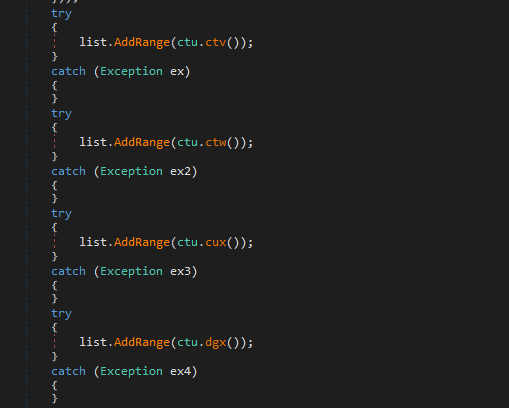 }));
try
{
list.AddRange(ctu.ctv());
}
catch (Exception ex)
{
}
try
{
list.AddRange(ctu.ctw());
}
catch (Exception ex2)
{
}
try
{
list.AddRange(ctu.cux());
}
catch (Exception ex3)
{
}
try
{
list.AddRange(ctu.dgx());
}
catch (Exception ex4)
{
}